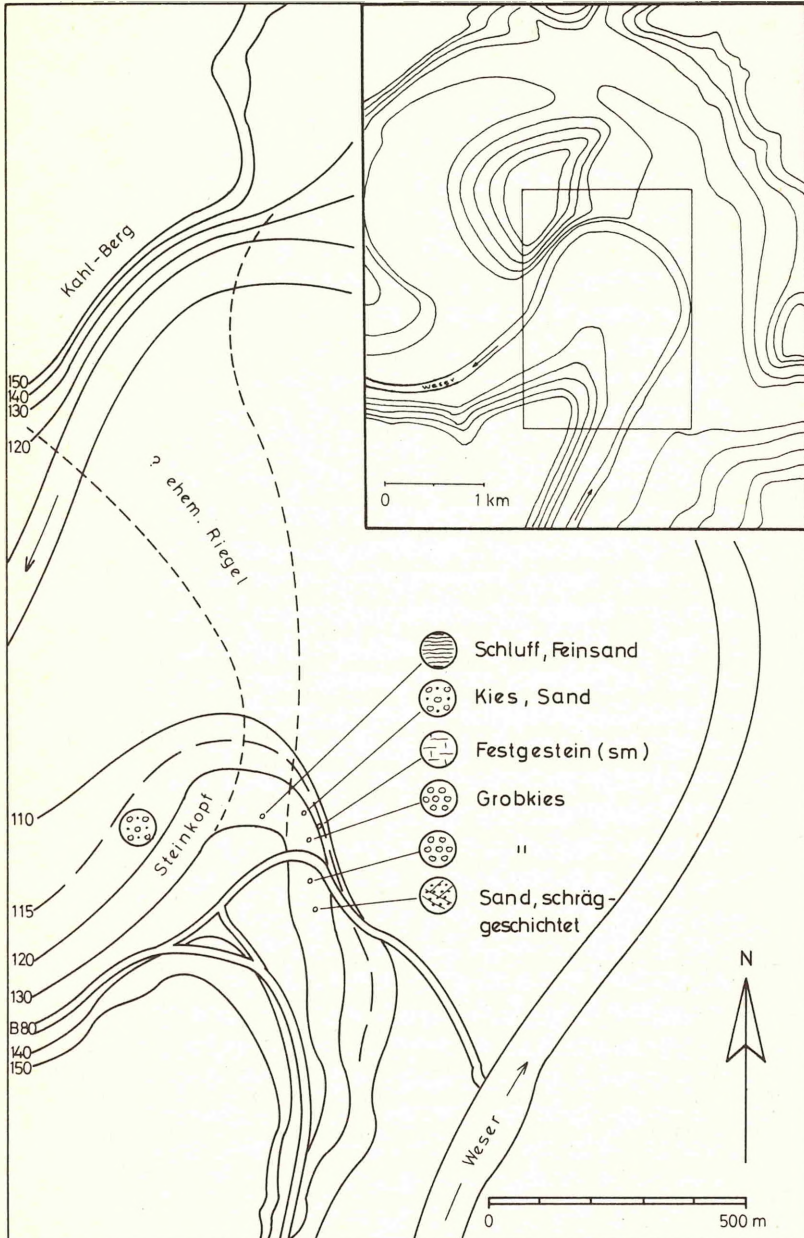 Kahl-Berg
150
140
130
120
? ehem. Riegel
Weser
0 1 km
Schluff, Feinsand
Kies, Sand
Festgestein (sm)
Grobkies
"
Sand, schräg-
geschichtet
110
Steinkopf
115
120
130
B80
140
150
N
Weser
0 500 m